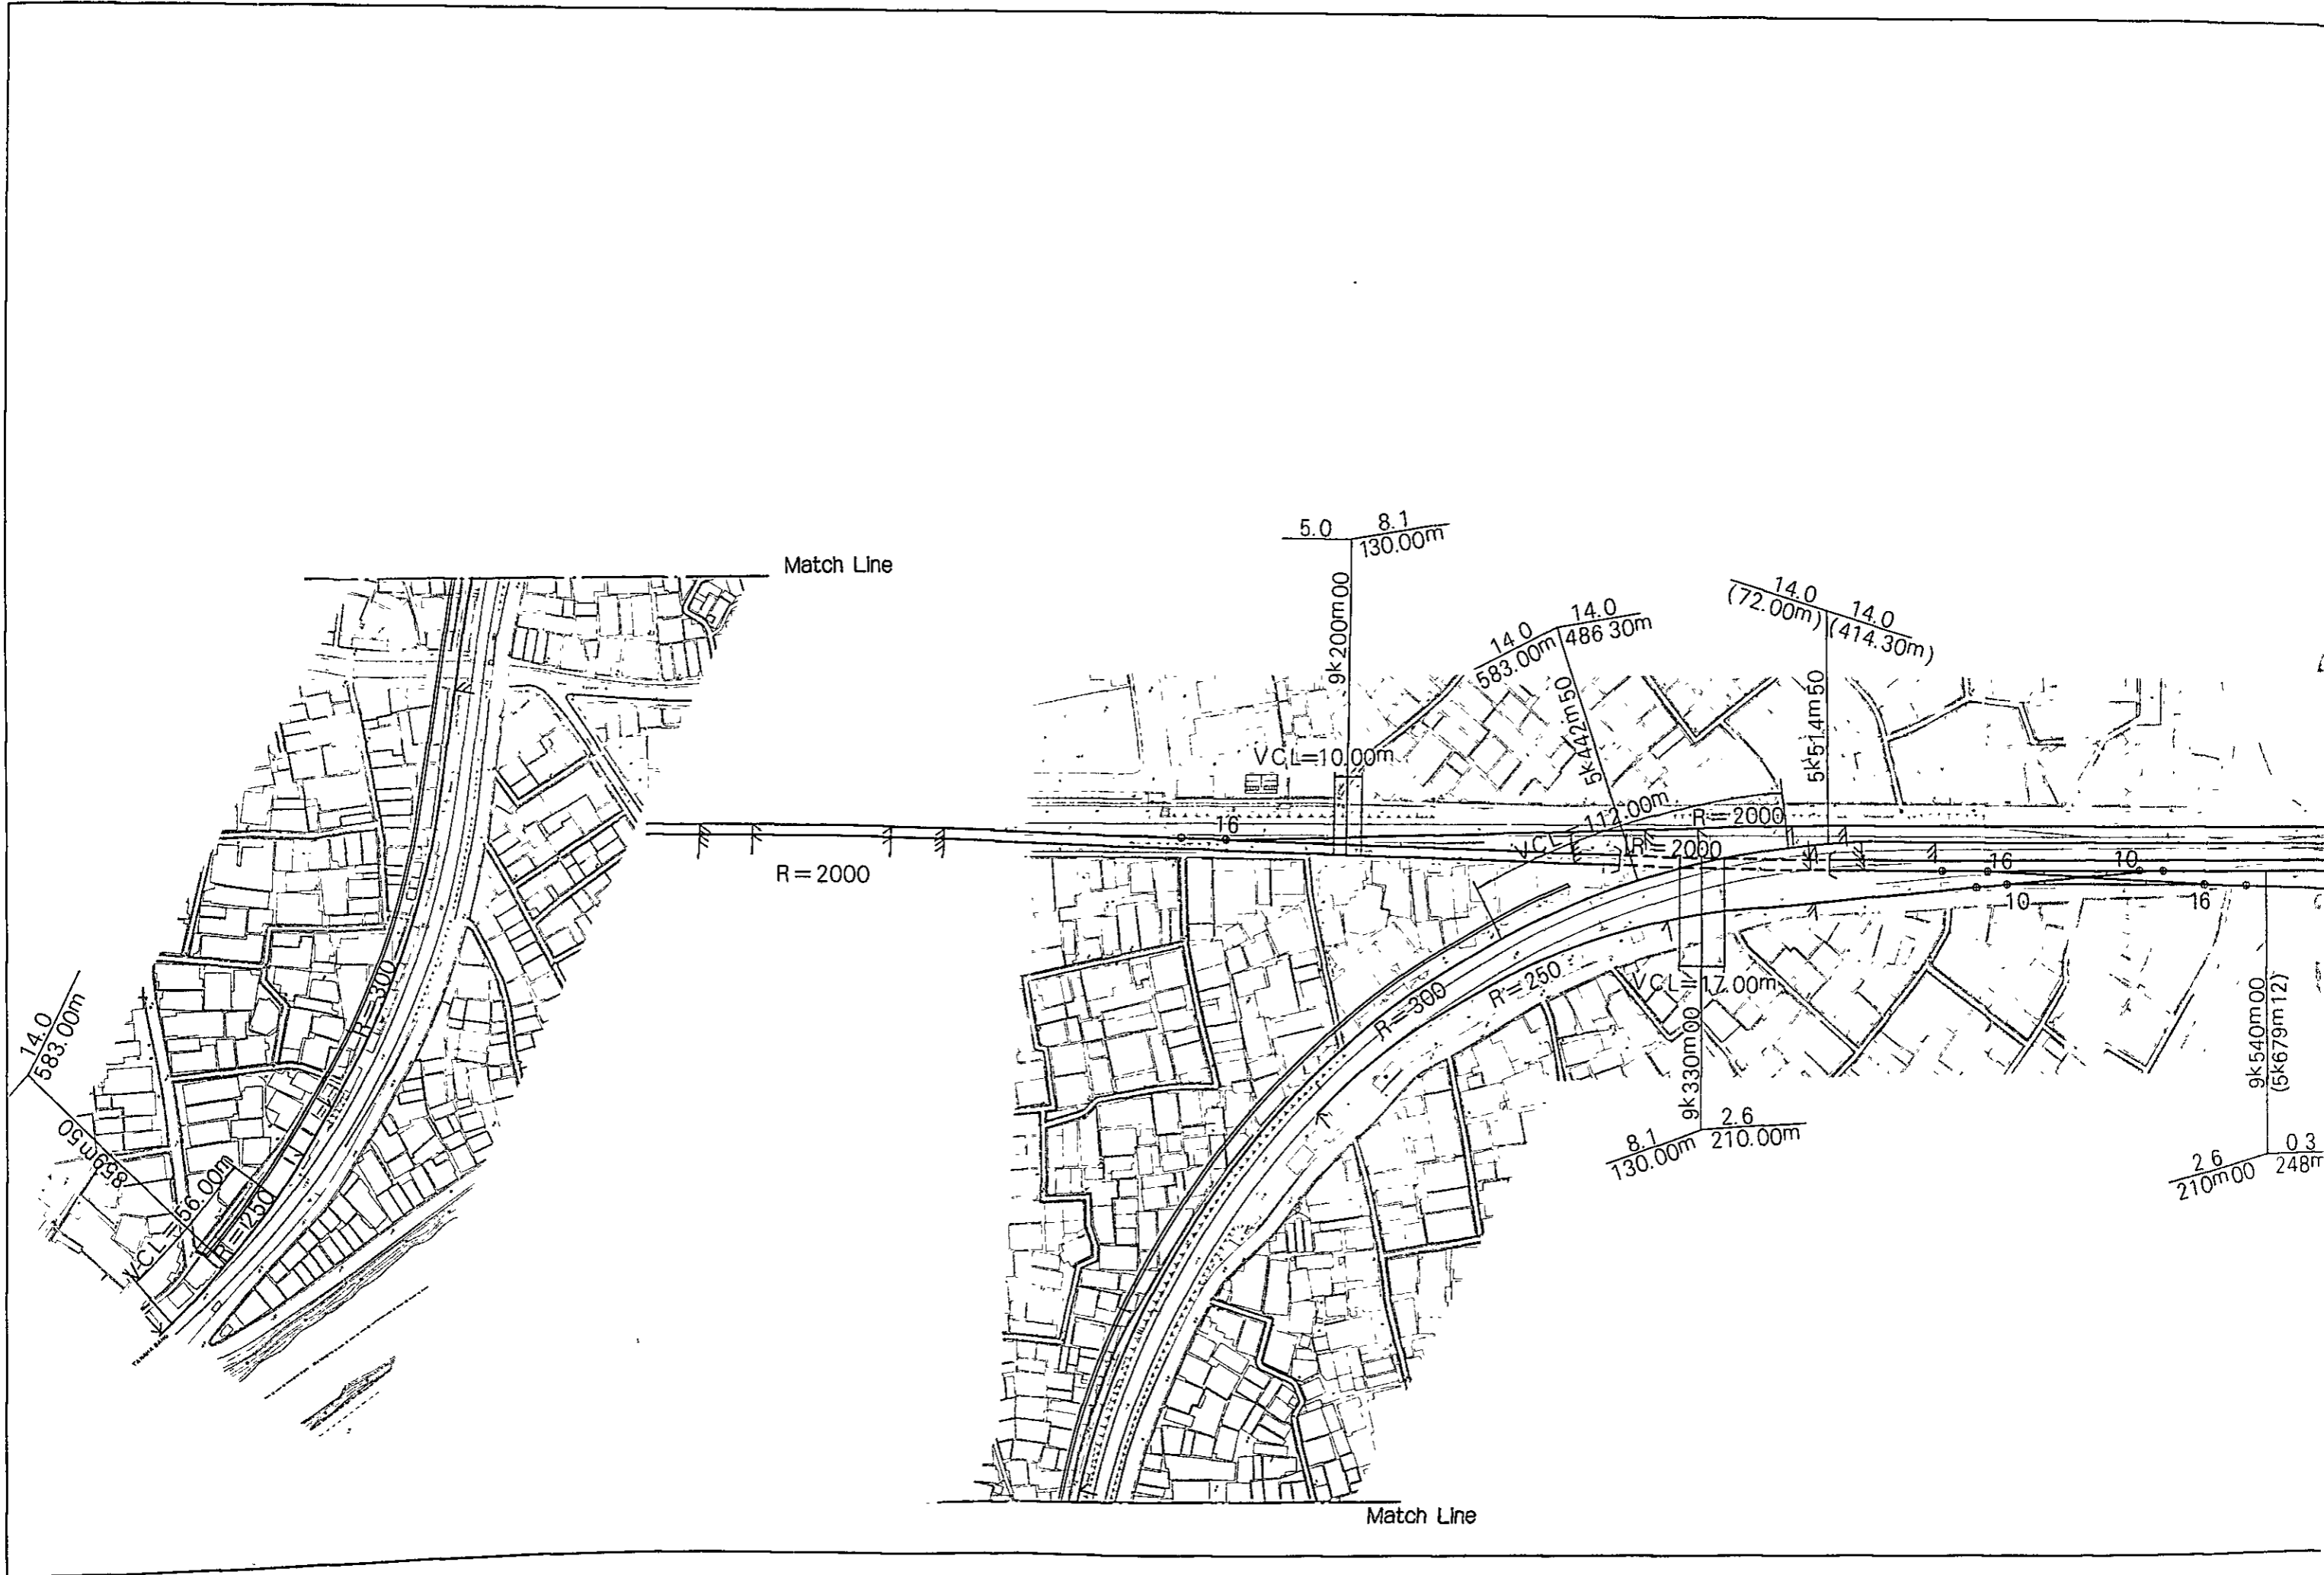 Match Line
5.0
8.1
130.00m
9k200m00
14.0
583.00m
14.0
486 30m
5k442m50
14.0
(72.00m)
14.0
(414.30m)
5k514m50
VCL=10.00m
VCL=112.00m
R=2000
R=2000
16
R=2000
16
10
10
16
R=300
R=250
VCL=17.00m
9k330m00
8.1
130.00m
2.6
210.00m
9k540m00
(5k679m12)
2 6
210m00
0 3
248m
R=300
14.0
583.00m
859m50
VCL=56.00m
R=1250
R=300
Match Line